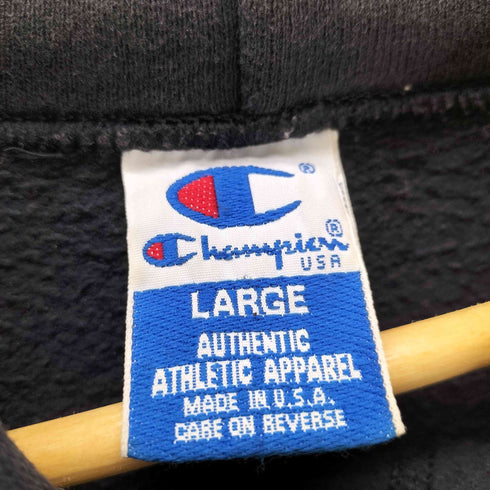 ®
Champion®
USA
LARGE
AUTHENTIC
ATHLETIC APPAREL
MADE IN U.S.A.
CARE ON REVERSE